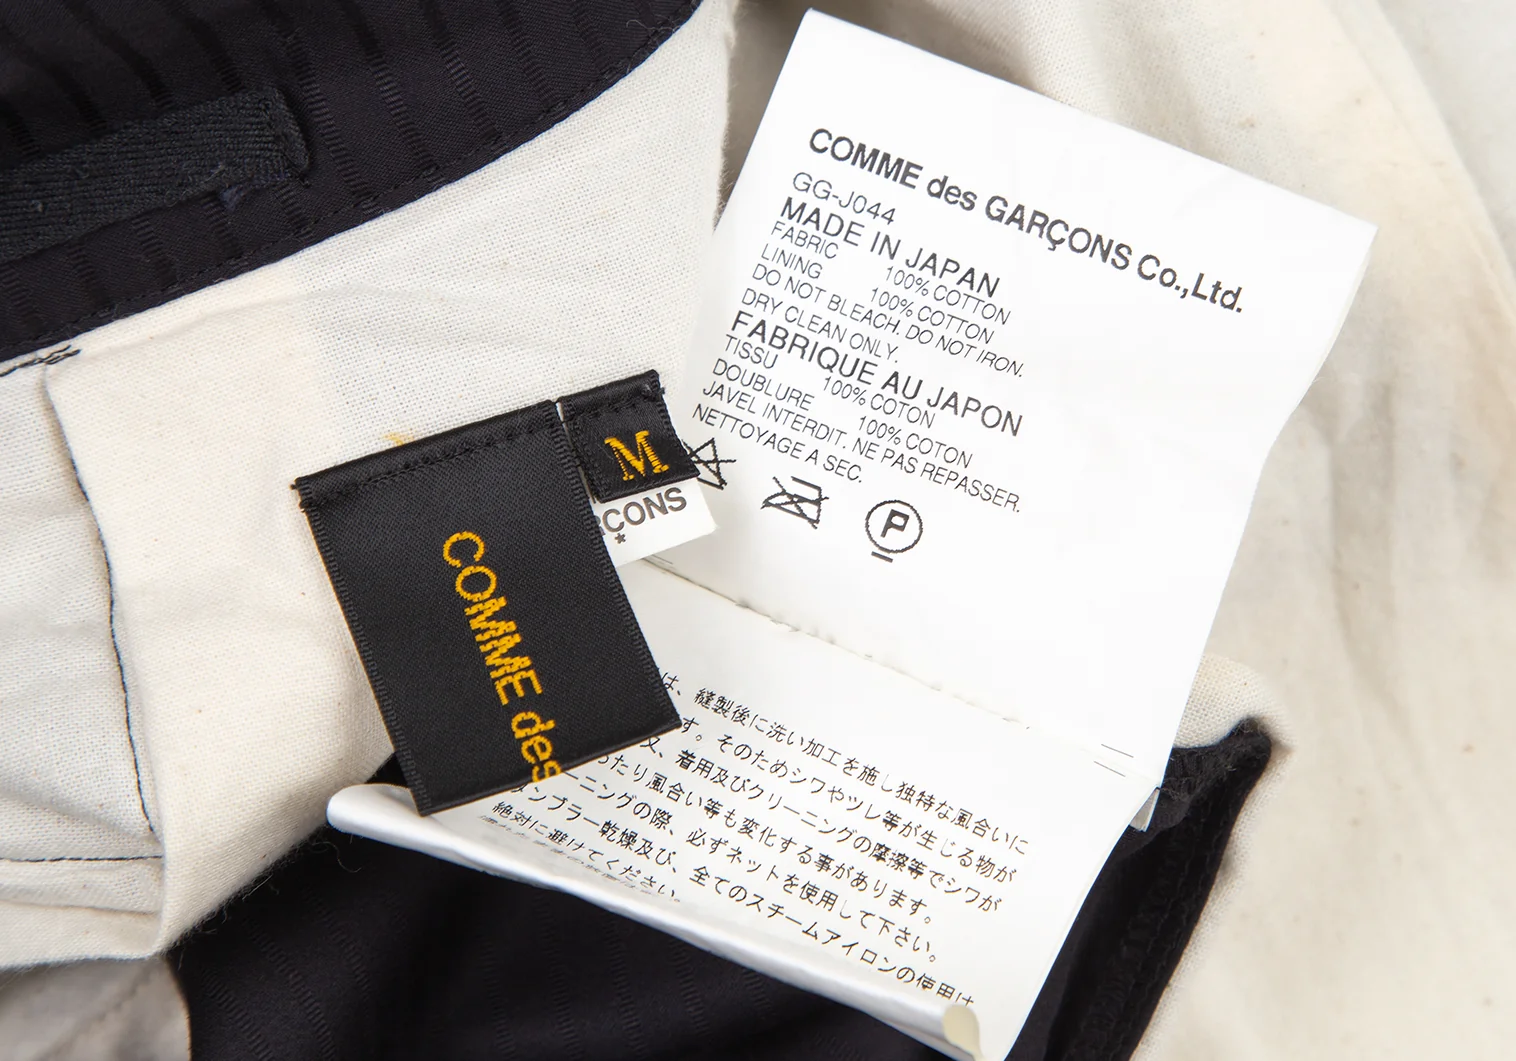 COMME des GARÇONS Co.,Ltd.
GG-J044
MADE IN JAPAN
FABRIC 100% COTTON
LINING 100% COTTON
DO NOT BLEACH. DO NOT IRON.
DRY CLEAN ONLY.
FABRIQUE AU JAPON
TISSU 100% COTON
DOUBLURE 100% COTON
JAVEL INTERDIT. NE PAS REPASSER.
NETTOYAGE A SEC.
P
M
ÇONS
COMME des
は、縫製後に洗い加工を施し独特な風合いに
す。そのためシワやツレ等が生じる物が
又、着用及びクリーニングの摩擦等でシワが
ったり風合い等も変化する事があります。
ーニングの際、必ずネットを使用して下さい。
ンブラー乾燥及び、全てのスチームアイロンの使用は
絶対に避けてください。